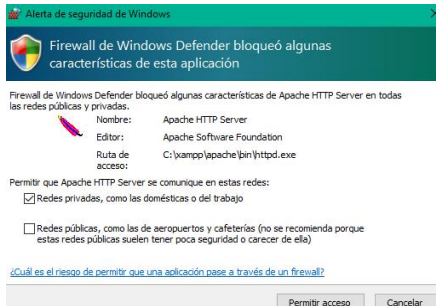 Alerta de seguridad de Windows
Firewall de Windows Defender bloqueó algunas
características de esta aplicación
Firewall de Windows Defender bloqueó algunas características de Apache HTTP Server en todas
las redes públicas y privadas.
Nombre: Apache HTTP Server
Editor: Apache Software Foundation
Ruta de C:\xampp\apache\bin\httpd.exe
acceso:
Permitir que Apache HTTP Server se comunique en estas redes:
Redes privadas, como las domésticas o del trabajo
Redes públicas, como las de aeropuertos y cafeterías (no se recomienda porque
estas redes públicas suelen tener poca seguridad o carecer de ella)
¿Cuál es el riesgo de permitir que una aplicación pase a través de un firewall?
Permitir acceso Cancelar